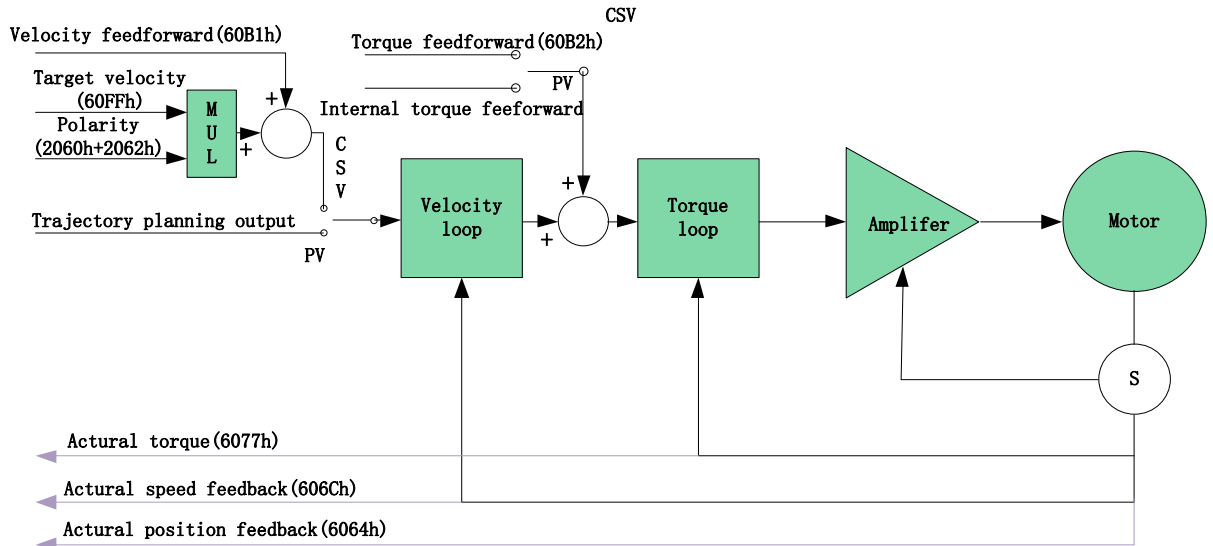 CSV
Velocity feedforward(60B1h)
Torque feedforward(60B2h)
PV
Target velocity
(60FFh)
Internal torque feeforward
Polarity
(2060h+2062h)
M
U
L
+
+
C
S
V
Trajectory planning output
PV
Velocity
loop
+
+
Torque
loop
Amplifer
Motor
S
Actural torque(6077h)
Actural speed feedback(606Ch)
Actural position feedback(6064h)